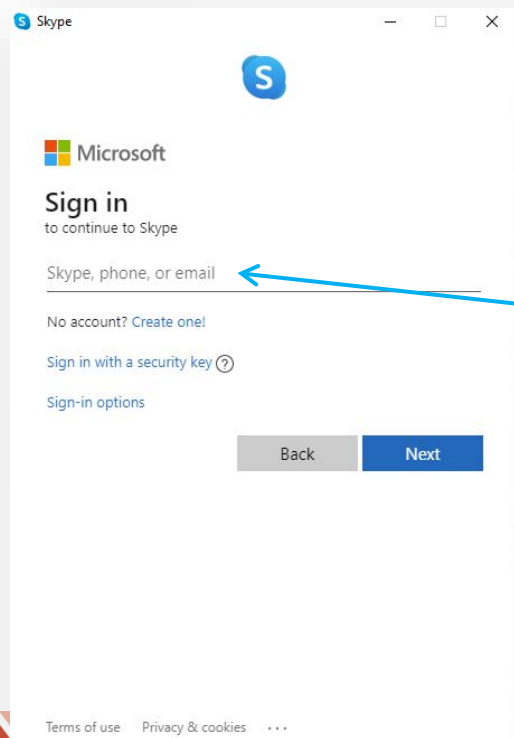 Skype
Microsoft
Sign in
to continue to Skype
Skype, phone, or email
No account? Create one!
Sign in with a security key
Sign-in options
Back Next
Terms of use Privacy & cookies ...